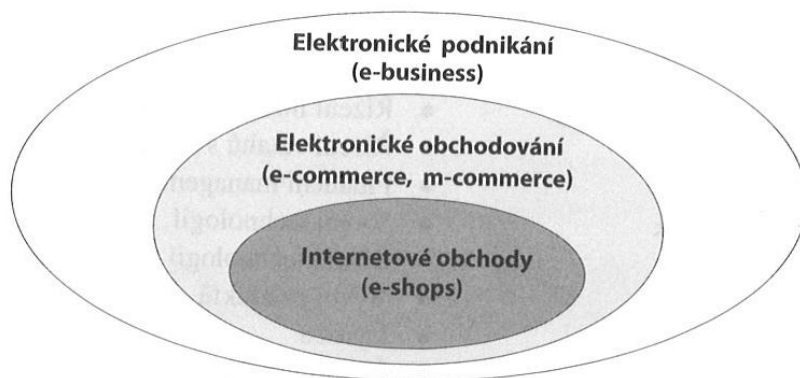 Elektronické podnikání
(e-business)
Elektronické obchodování
(e-commerce, m-commerce)
Internetové obchody
(e-shops)